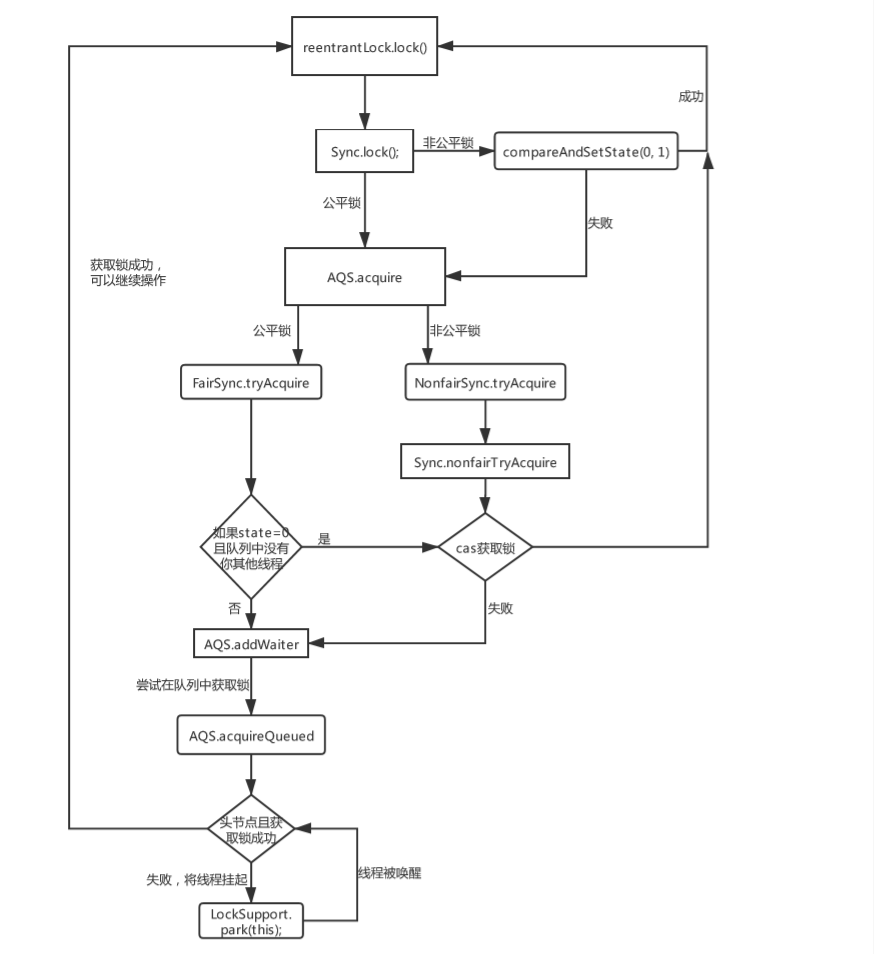 reentrantLock.lock()
成功
Sync.lock();
非公平锁
compareAndSetState(0, 1)
公平锁
失败
获取锁成功，
可以继续操作
AQS.acquire
公平锁
非公平锁
FairSync.tryAcquire
NonfairSync.tryAcquire
Sync.nonfairTryAcquire
如果state=0
且队列中没有
你其他线程
是
cas获取锁
否
失败
AQS.addWaiter
尝试在队列中获取锁
AQS.acquireQueued
头节点且获
取锁成功
失败，将线程挂起
线程被唤醒
LockSupport.
park(this);